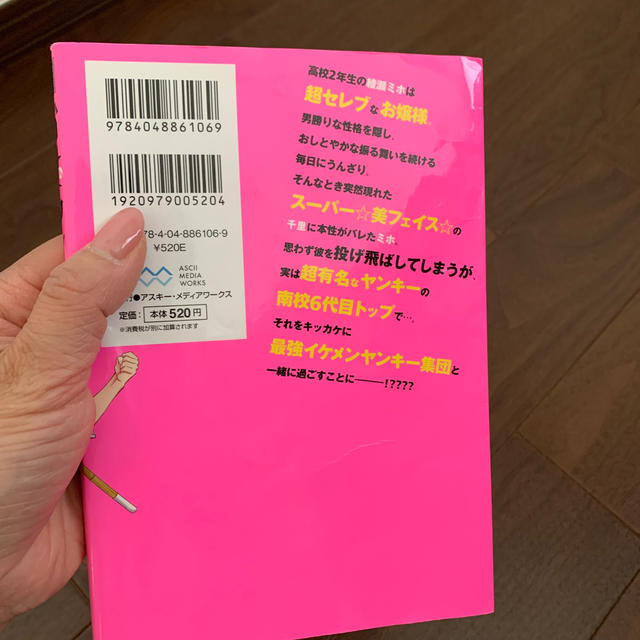 9784048861069
1920979005204
78-4-04-886106-9
¥520E
ASCII
MEDIA
WORKS
行●アスキー・メディアワークス
定価：本体520円
※消費税が別に加算されます
高校2年生の綾瀬ミホは
超セレブなお嬢様。
男勝りな性格を隠し、
おしとやかな振る舞いを続ける
毎日にうんざり。
そんなとき突然現れた
スーパー☆美フェイス☆の
千里に本性がバレたミホ。
思わず彼を投げ飛ばしてしまうが、
実は超有名なヤンキーの
南校6代目トップで…。
それをキッカケに
最強イケメンヤンキー集団と
一緒に過ごすことに―――!????